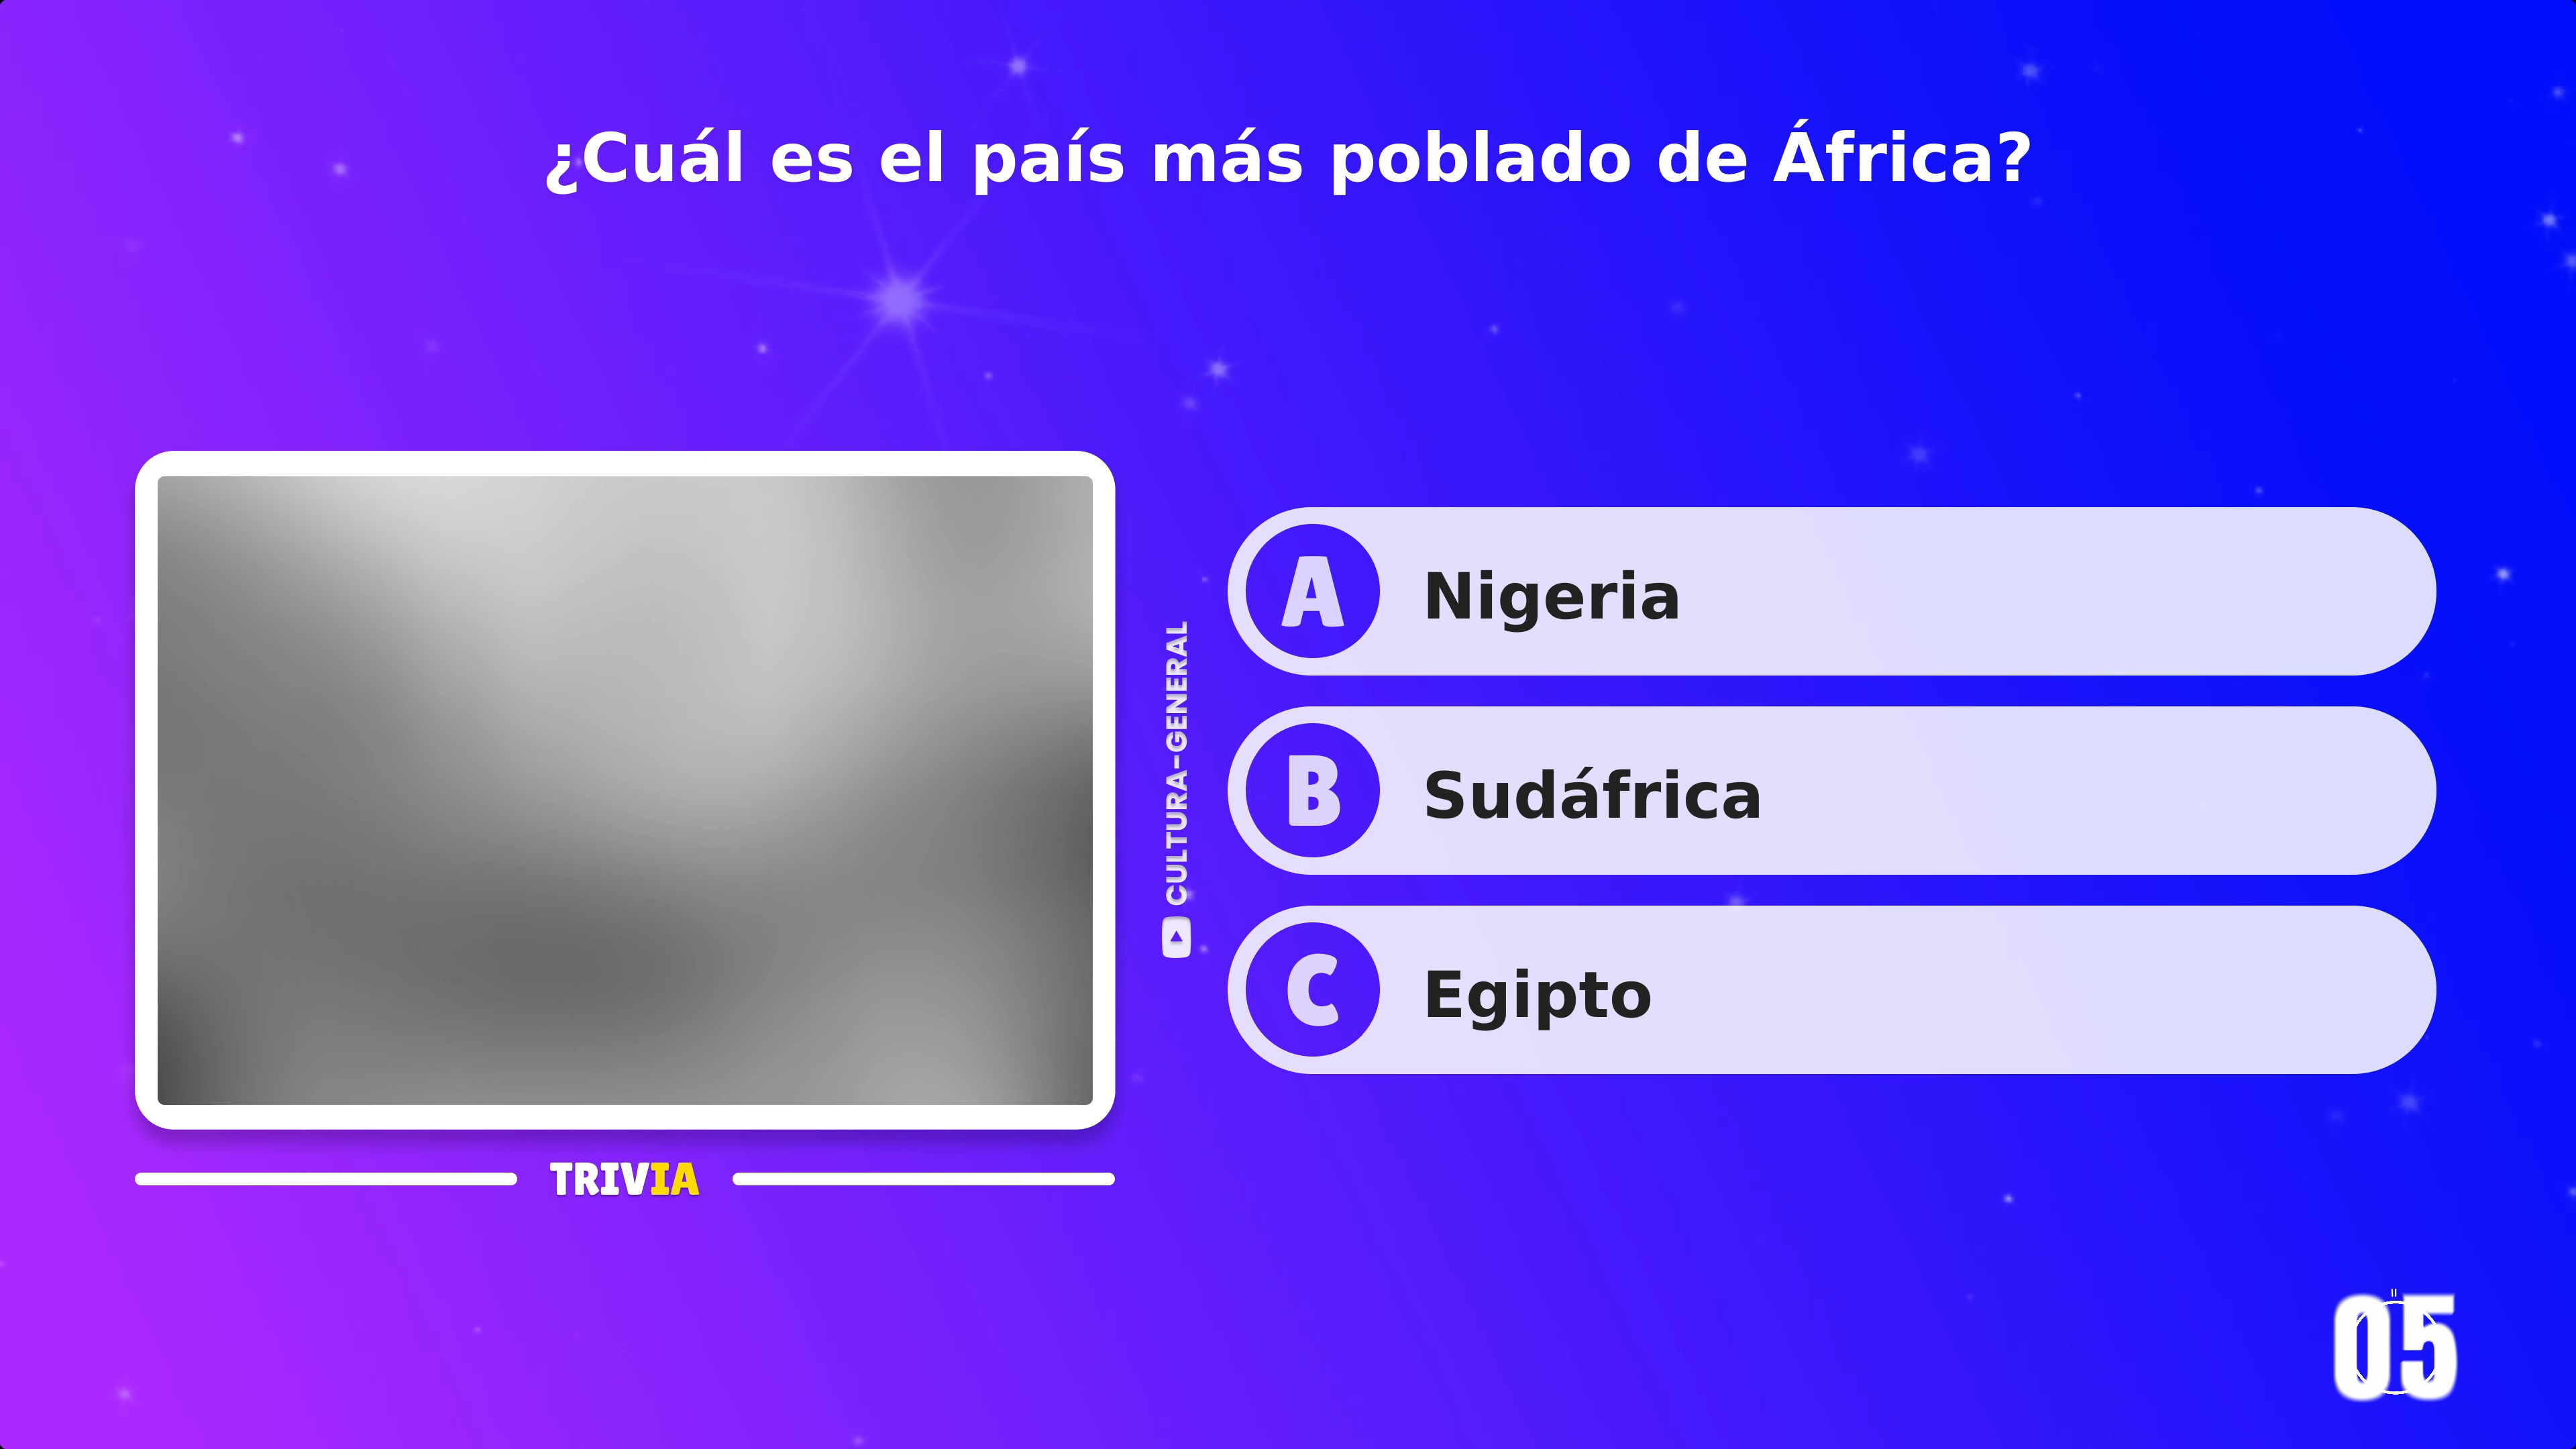 ¿Cuál es el país más poblado de África?
A Nigeria
B Sudáfrica
C Egipto
CULTURA-GENERAL
TRIVIA
05